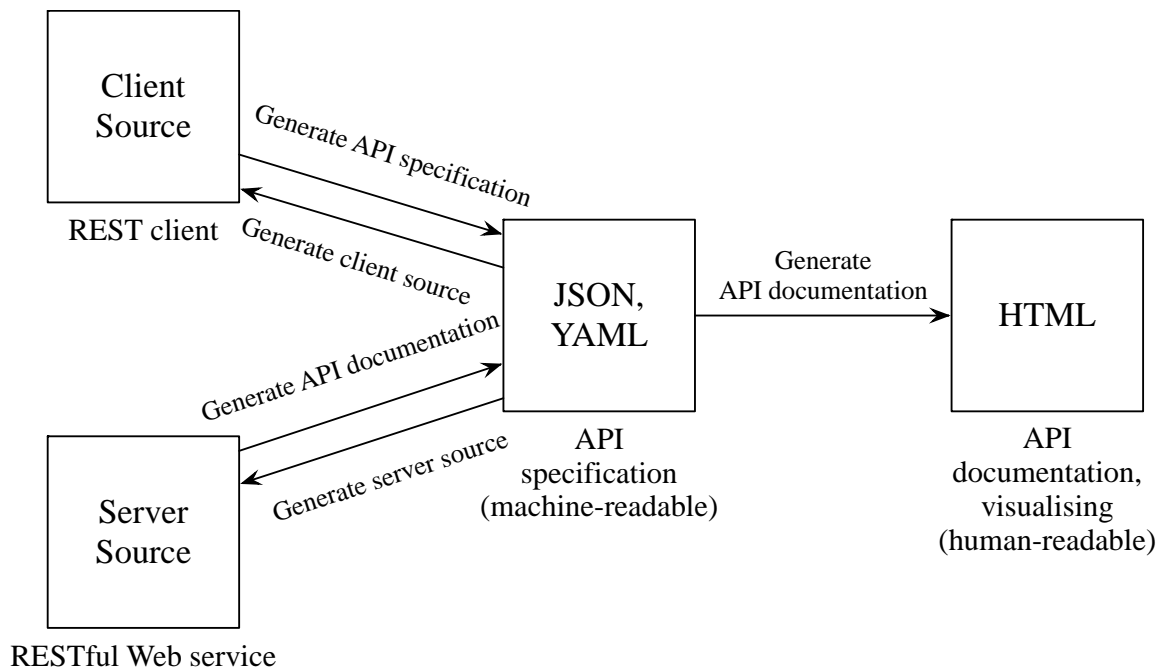 Client
Source
REST client
Generate API specification
Generate client source
Generate API documentation
Generate server source
Server
Source
RESTful Web service
JSON,
YAML
API
specification
(machine-readable)
Generate
API documentation
HTML
API
documentation,
visualising
(human-readable)